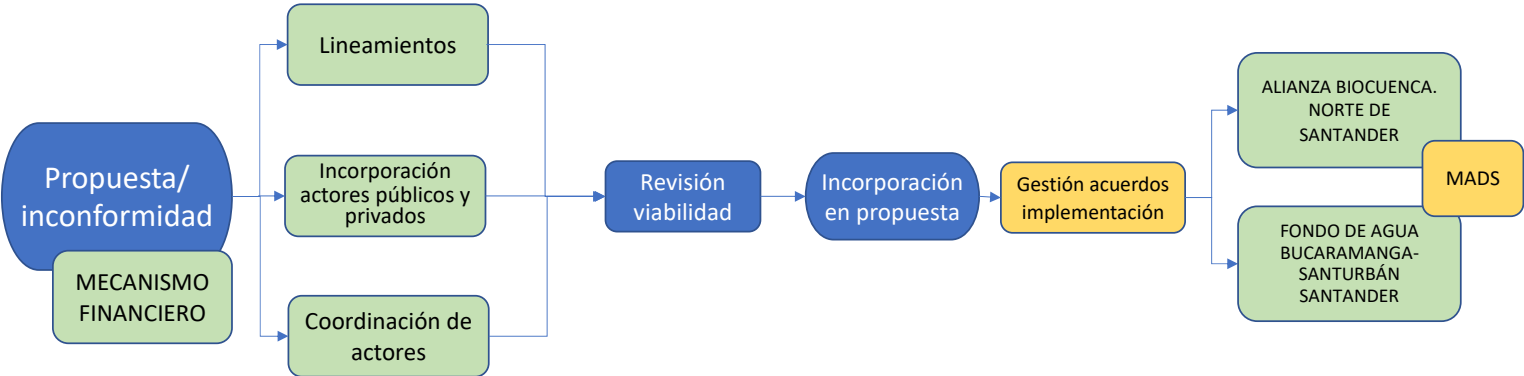 Propuesta/
inconformidad
MECANISMO
FINANCIERO
Lineamientos
Incorporación
actores públicos y
privados
Coordinación de
actores
Revisión
viabilidad
Incorporación
en propuesta
Gestión acuerdos
implementación
ALIANZA BIOCUENCA.
NORTE DE
SANTANDER
MADS
FONDO DE AGUA
BUCARAMANGA-
SANTURBÁN
SANTANDER